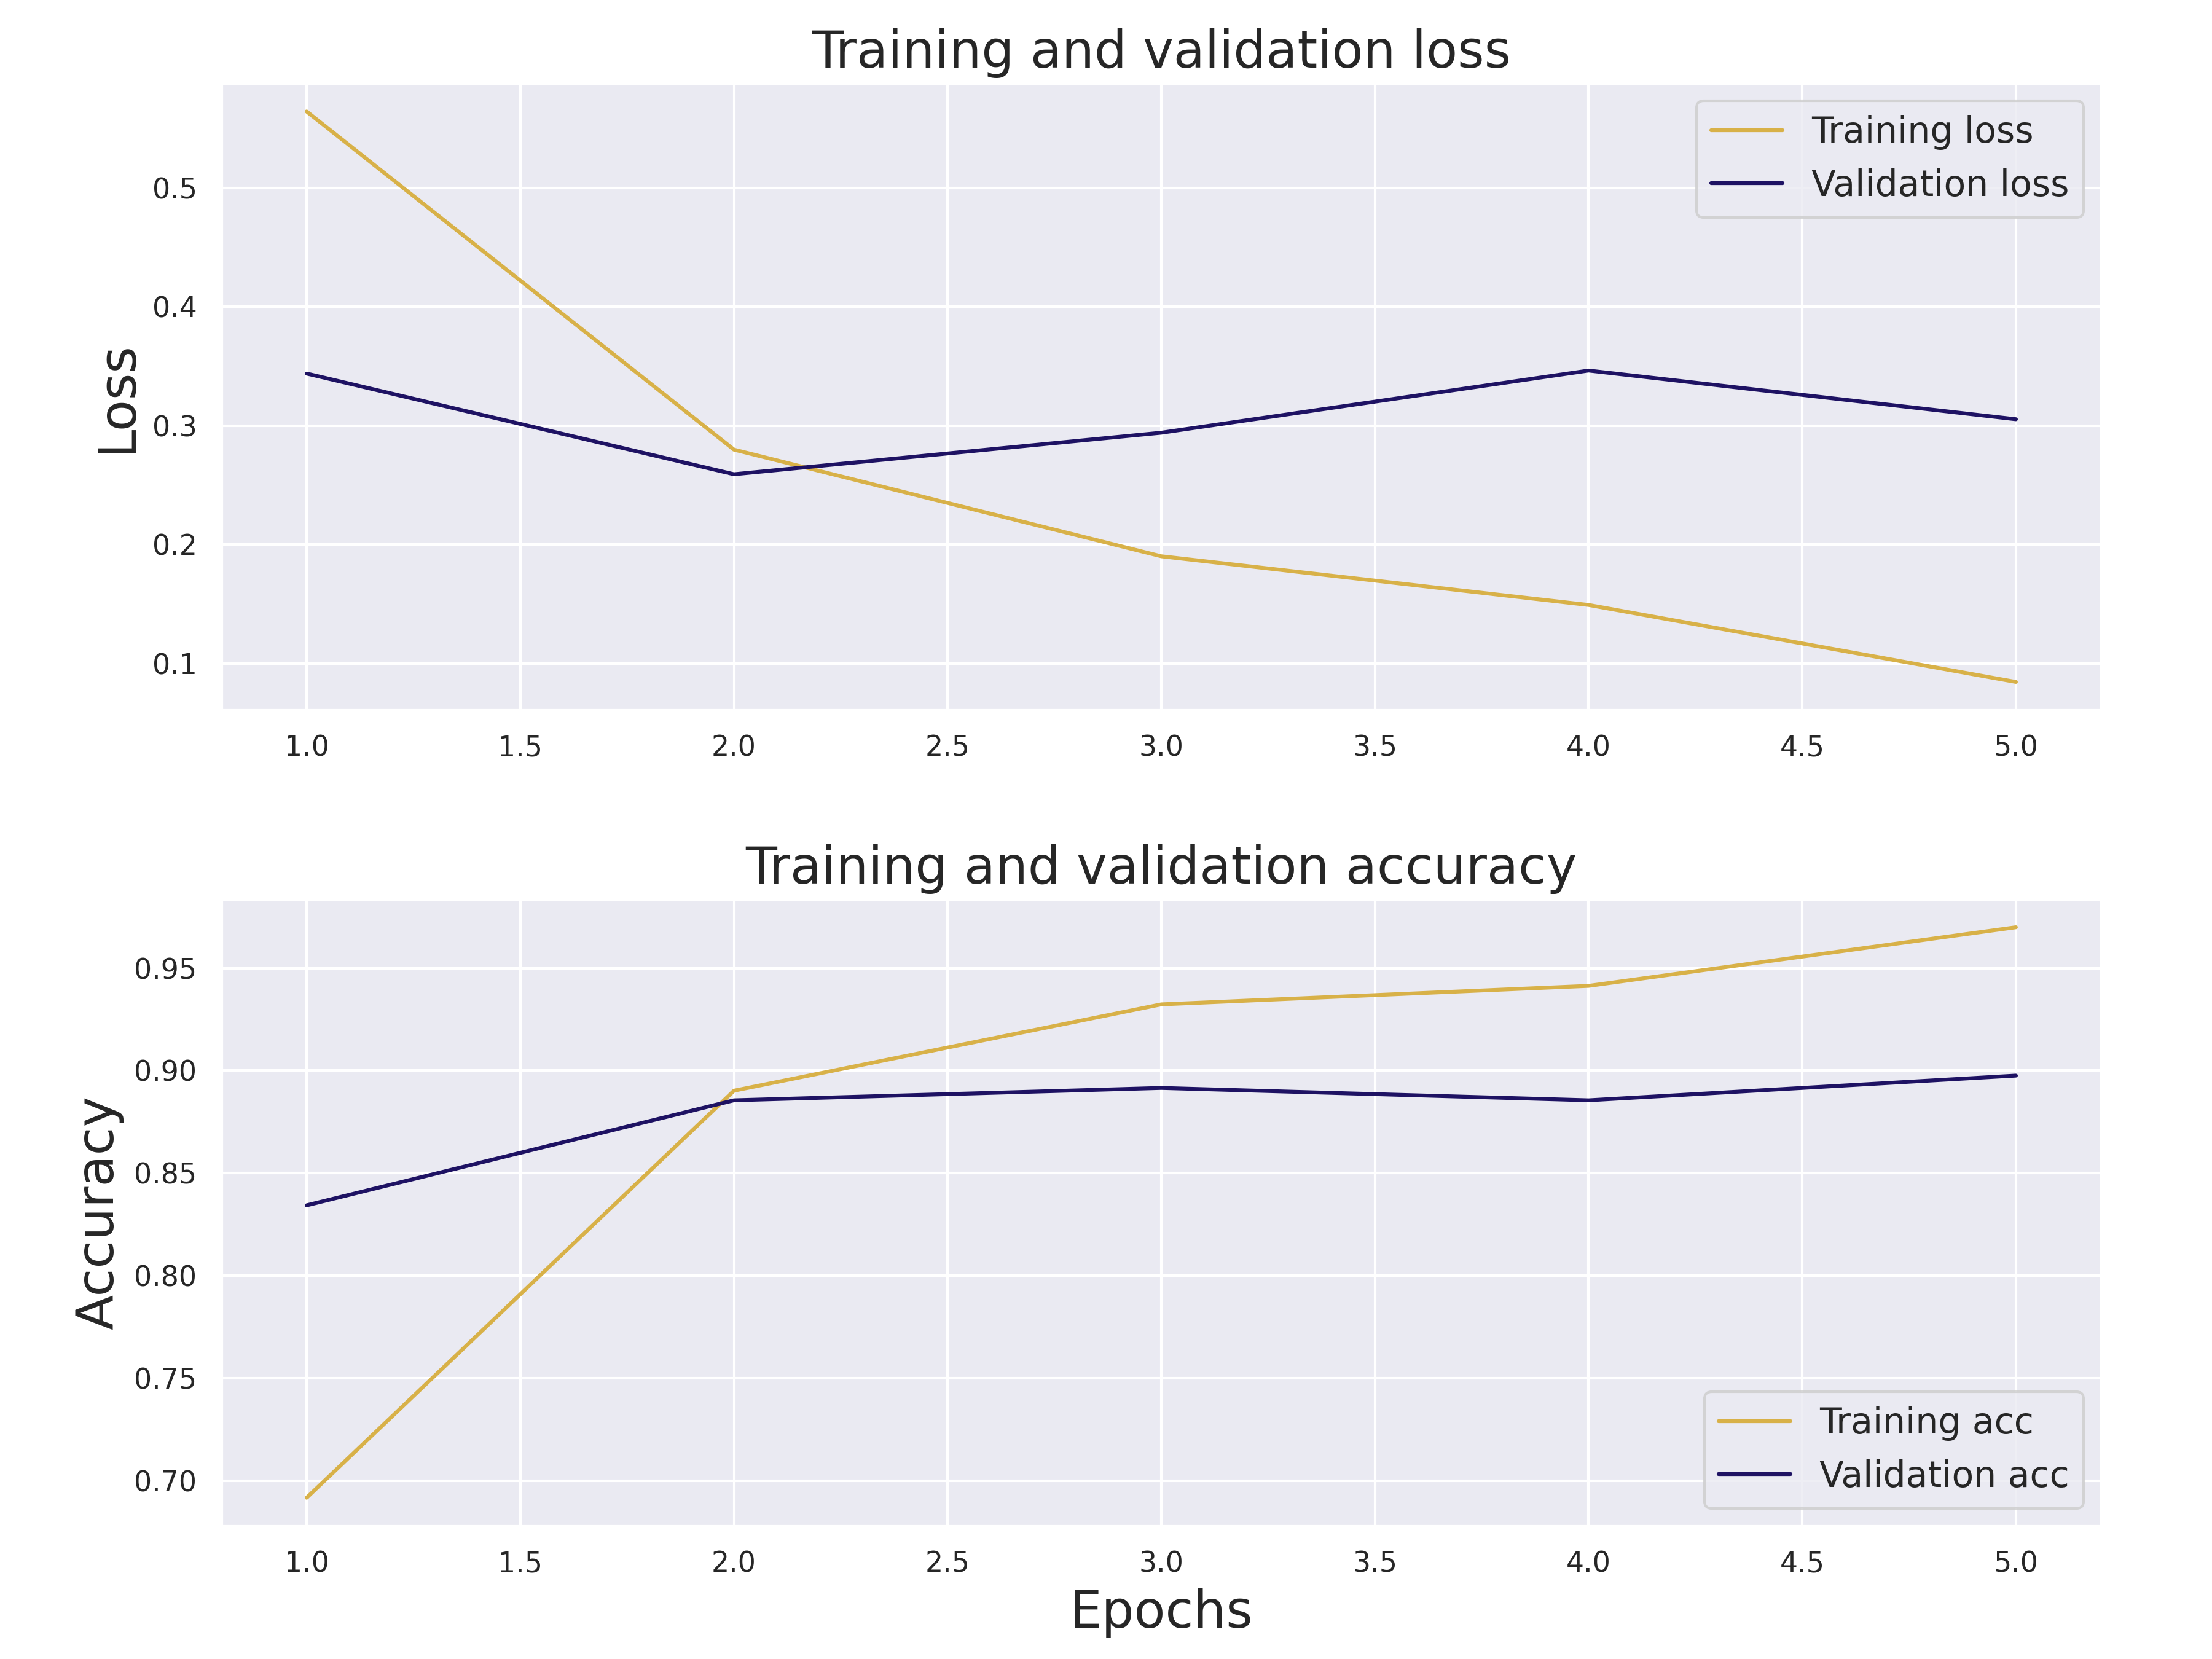 Training and validation loss
Training loss
Validation loss
Loss
0.5
0.4
0.3
0.2
0.1
1.0 1.5 2.0 2.5 3.0 3.5 4.0 4.5 5.0
Training and validation accuracy
Accuracy
0.95
0.90
0.85
0.80
0.75
0.70
Training acc
Validation acc
1.0 1.5 2.0 2.5 3.0 3.5 4.0 4.5 5.0
Epochs